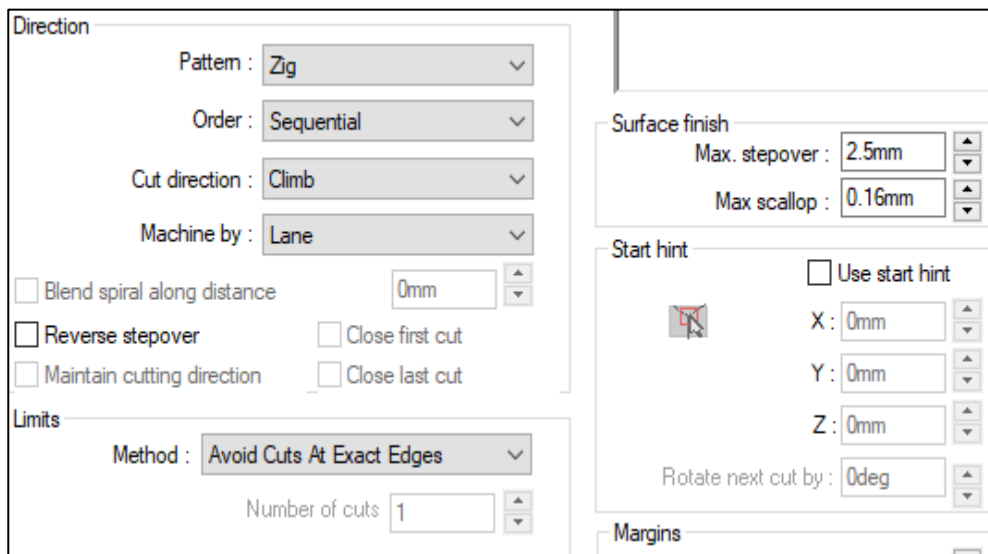 Direction
Pattern : Zig
Order : Sequential
Cut direction : Climb
Machine by : Lane
Blend spiral along distance 0mm
Reverse stepover Close first cut
Maintain cutting direction Close last cut
Limits
Method : Avoid Cuts At Exact Edges
Number of cuts 1
Surface finish
Max. stepover : 2.5mm
Max scallop : 0.16mm
Start hint
Use start hint
X : 0mm
Y : 0mm
Z : 0mm
Rotate next cut by : 0deg
Margins